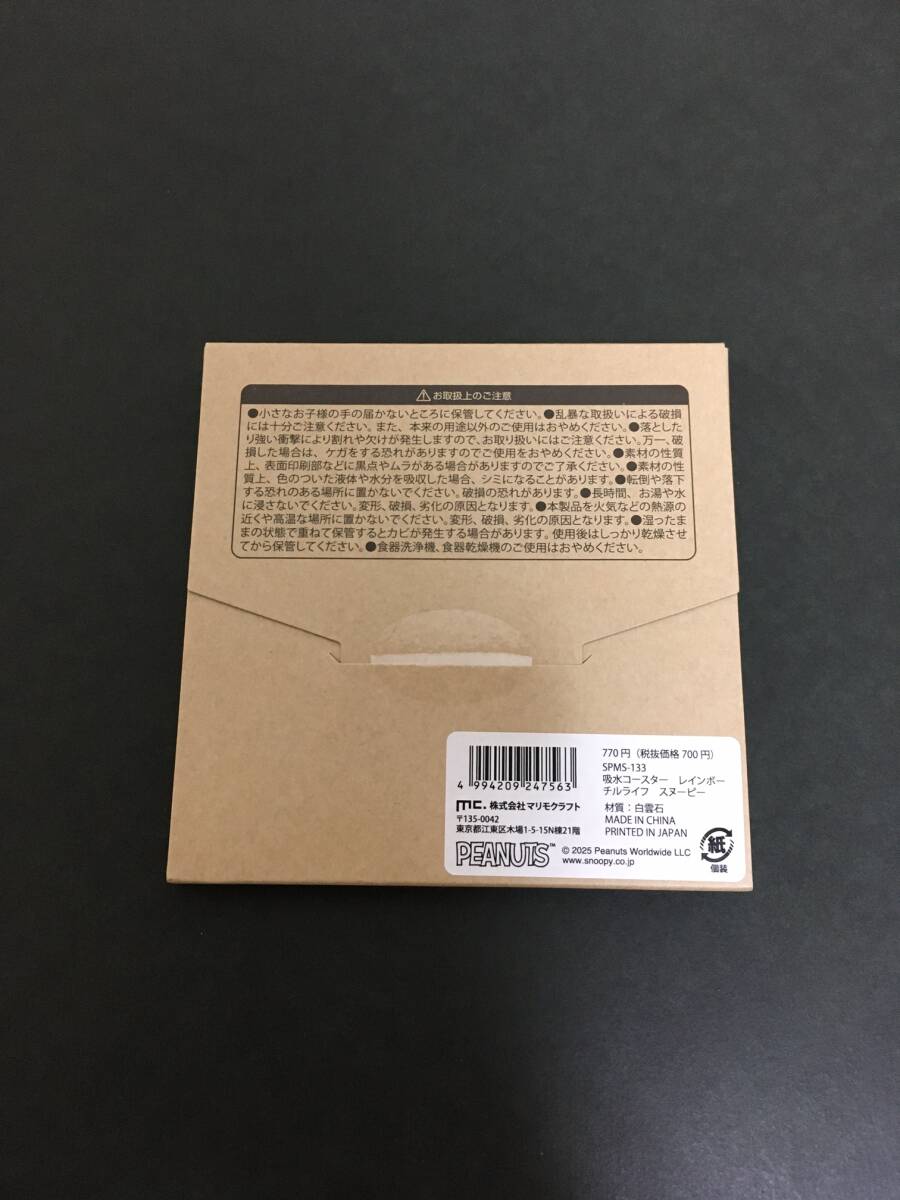 ⚠お取扱上のご注意
●小さなお子様の手の届かないところに保管してください。●乱暴な取扱いによる破損
には十分ご注意ください。また、本来の用途以外のご使用はおやめください。●落とした
り強い衝撃により割れや欠けが発生しますので、お取り扱いにはご注意ください。万一、破
損した場合は、ケガをする恐れがありますのでご使用をおやめください。●素材の性質
上、表面印刷部などに黒点やムラがある場合がありますのでご了承ください。●素材の性
質上、色のついた液体や水分を吸収した場合、シミになることがあります。●転倒や落下
する恐れのある場所に置かないでください。破損の恐れがあります。●長時間、お湯や水
に浸さないでください。変形、破損、劣化の原因となります。●本製品を火気などの熱源の
近くや高温な場所に置かないでください。変形、破損、劣化の原因となります。●湿ったま
まの状態で重ねて保管するとカビが発生する場合があります。使用後はしっかり乾燥させ
てから保管してください。●食器洗浄機、食器乾燥機のご使用はおやめください。
4 994209 247563
mc. 株式会社マリモクラフト
〒135-0042
東京都江東区木場1-5-15N棟21階
PEANUTS™
770円（税抜価格700円）
SPMS-133
吸水コースター レインボー
チルライフ スヌーピー
材質：白雲石
MADE IN CHINA
PRINTED IN JAPAN
© 2025 Peanuts Worldwide LLC
www.snoopy.co.jp
紙
個装